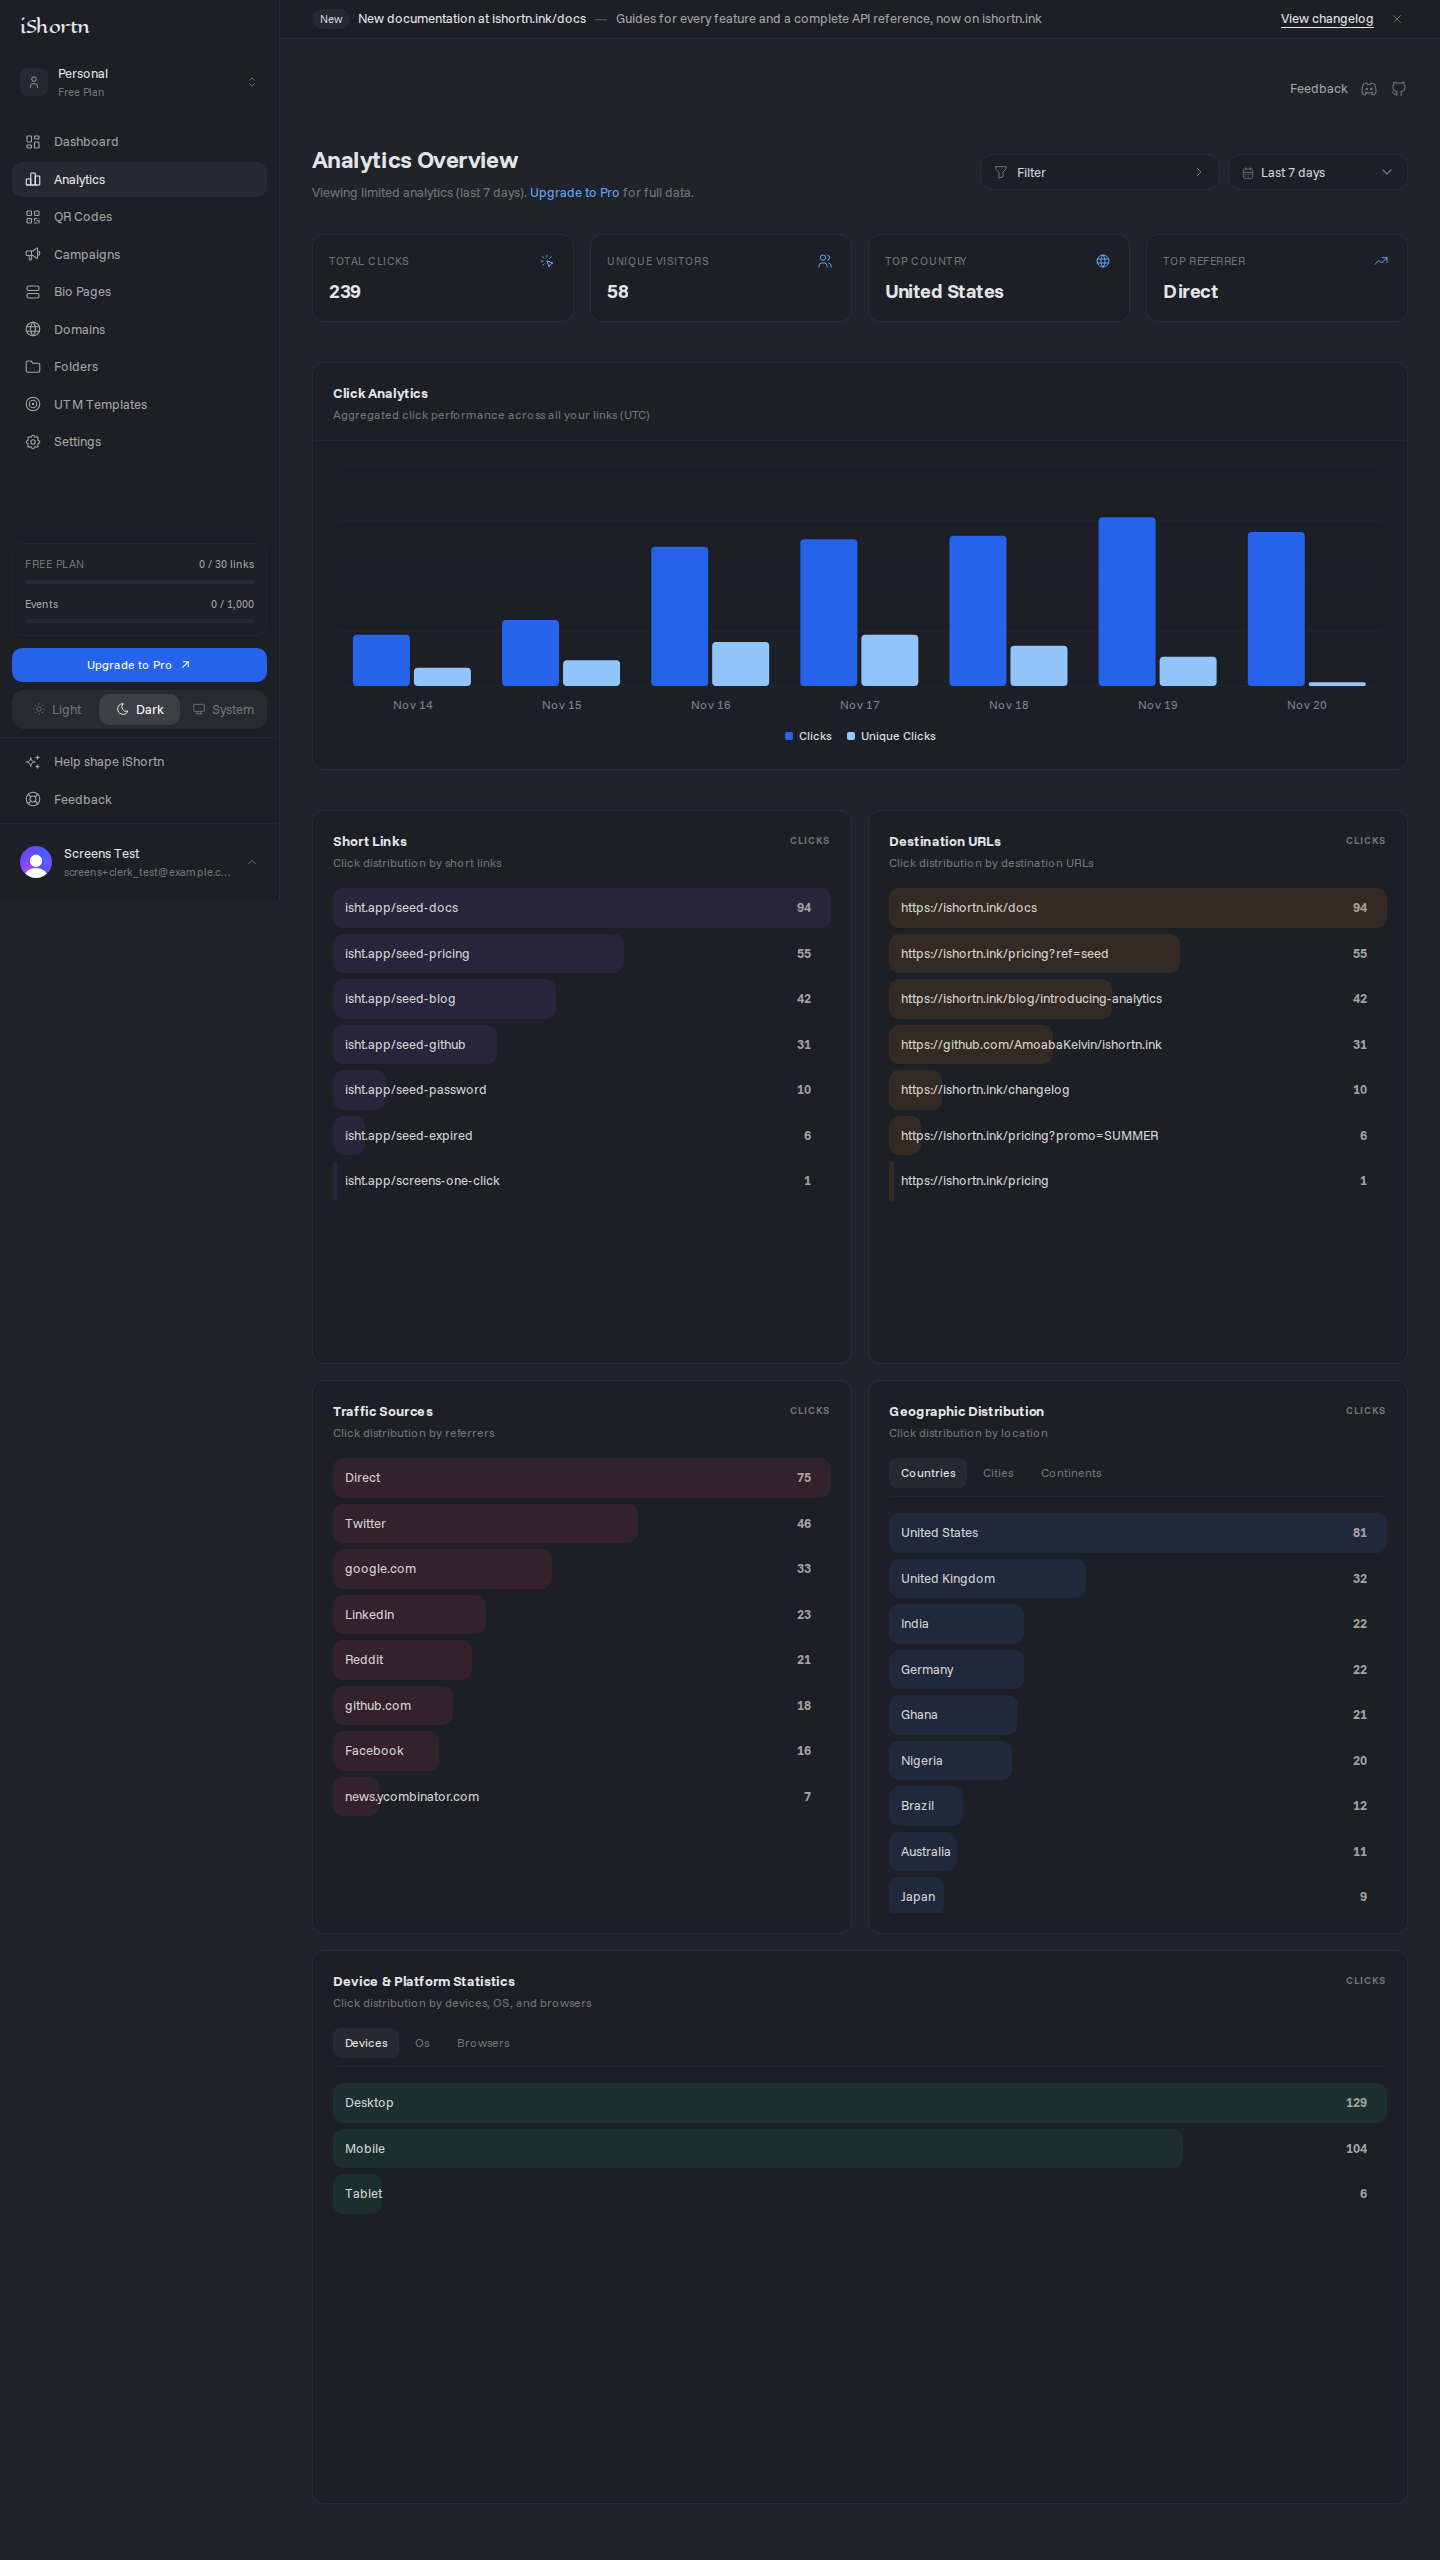 iShortn
Personal
Free Plan
Dashboard
Analytics
QR Codes
Campaigns
Bio Pages
Domains
Folders
UTM Templates
Settings
FREE PLAN 0 / 30 links
Events 0 / 1,000
Upgrade to Pro
Light Dark System
Help shape iShortn
Feedback
Screens Test
screens+clerk_test@example.c...
New New documentation at ishortn.ink/docs — Guides for every feature and a complete API reference, now on ishortn.ink View changelog
Feedback
Analytics Overview
Viewing limited analytics (last 7 days). Upgrade to Pro for full data.
Filter
Last 7 days
TOTAL CLICKS
239
UNIQUE VISITORS
58
TOP COUNTRY
United States
TOP REFERRER
Direct
Click Analytics
Aggregated click performance across all your links (UTC)
Nov 14 Nov 15 Nov 16 Nov 17 Nov 18 Nov 19 Nov 20
Clicks Unique Clicks
Short Links CLICKS
Click distribution by short links
isht.app/seed-docs 94
isht.app/seed-pricing 55
isht.app/seed-blog 42
isht.app/seed-github 31
isht.app/seed-password 10
isht.app/seed-expired 6
isht.app/screens-one-click 1
Destination URLs CLICKS
Click distribution by destination URLs
https://ishortn.ink/docs 94
https://ishortn.ink/pricing?ref=seed 55
https://ishortn.ink/blog/introducing-analytics 42
https://github.com/AmoabaKelvin/ishortn.ink 31
https://ishortn.ink/changelog 10
https://ishortn.ink/pricing?promo=SUMMER 6
https://ishortn.ink/pricing 1
Traffic Sources CLICKS
Click distribution by referrers
Direct 75
Twitter 46
google.com 33
LinkedIn 23
Reddit 21
github.com 18
Facebook 16
news.ycombinator.com 7
Geographic Distribution CLICKS
Click distribution by location
Countries Cities Continents
United States 81
United Kingdom 32
India 22
Germany 22
Ghana 21
Nigeria 20
Brazil 12
Australia 11
Japan 9
Device & Platform Statistics CLICKS
Click distribution by devices, OS, and browsers
Devices Os Browsers
Desktop 129
Mobile 104
Tablet 6